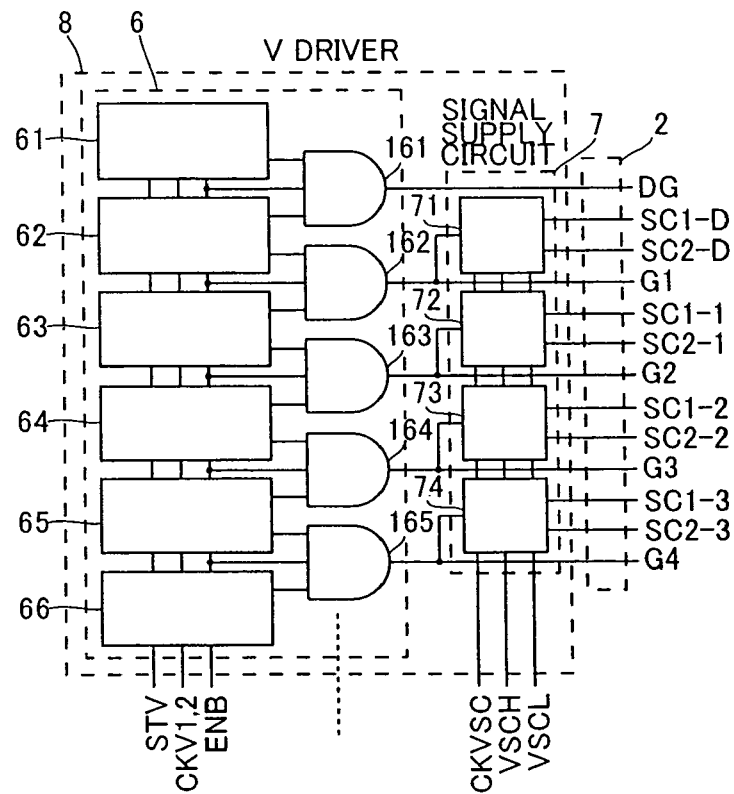 8
6
V DRIVER
61
SIGNAL
SUPPLY
CIRCUIT
7
2
161
DG
71
SC1-D
62
162
SC2-D
G1
72
SC1-1
63
163
SC2-1
G2
73
SC1-2
64
164
SC2-2
G3
74
SC1-3
65
165
SC2-3
G4
66
STV
CKV1,2
ENB
CKVSC
VSCH
VSCL